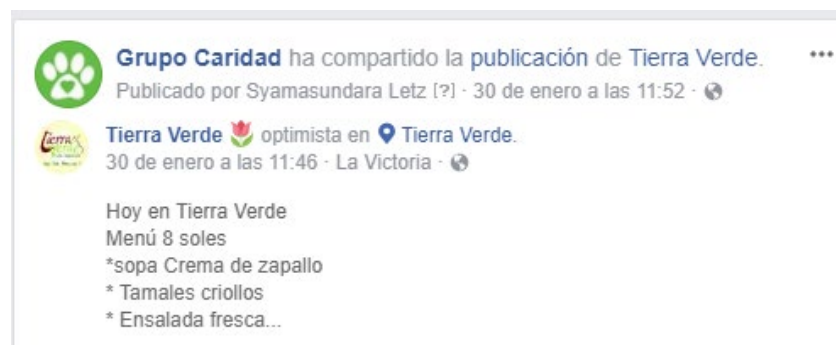 Grupo Caridad ha compartido la publicación de Tierra Verde.
Publicado por Syamasundara Letz [?] · 30 de enero a las 11:52 ·
Tierra Verde 🌷 optimista en Tierra Verde.
30 de enero a las 11:46 · La Victoria ·
Hoy en Tierra Verde
Menú 8 soles
*sopa Crema de zapallo
* Tamales criollos
* Ensalada fresca...